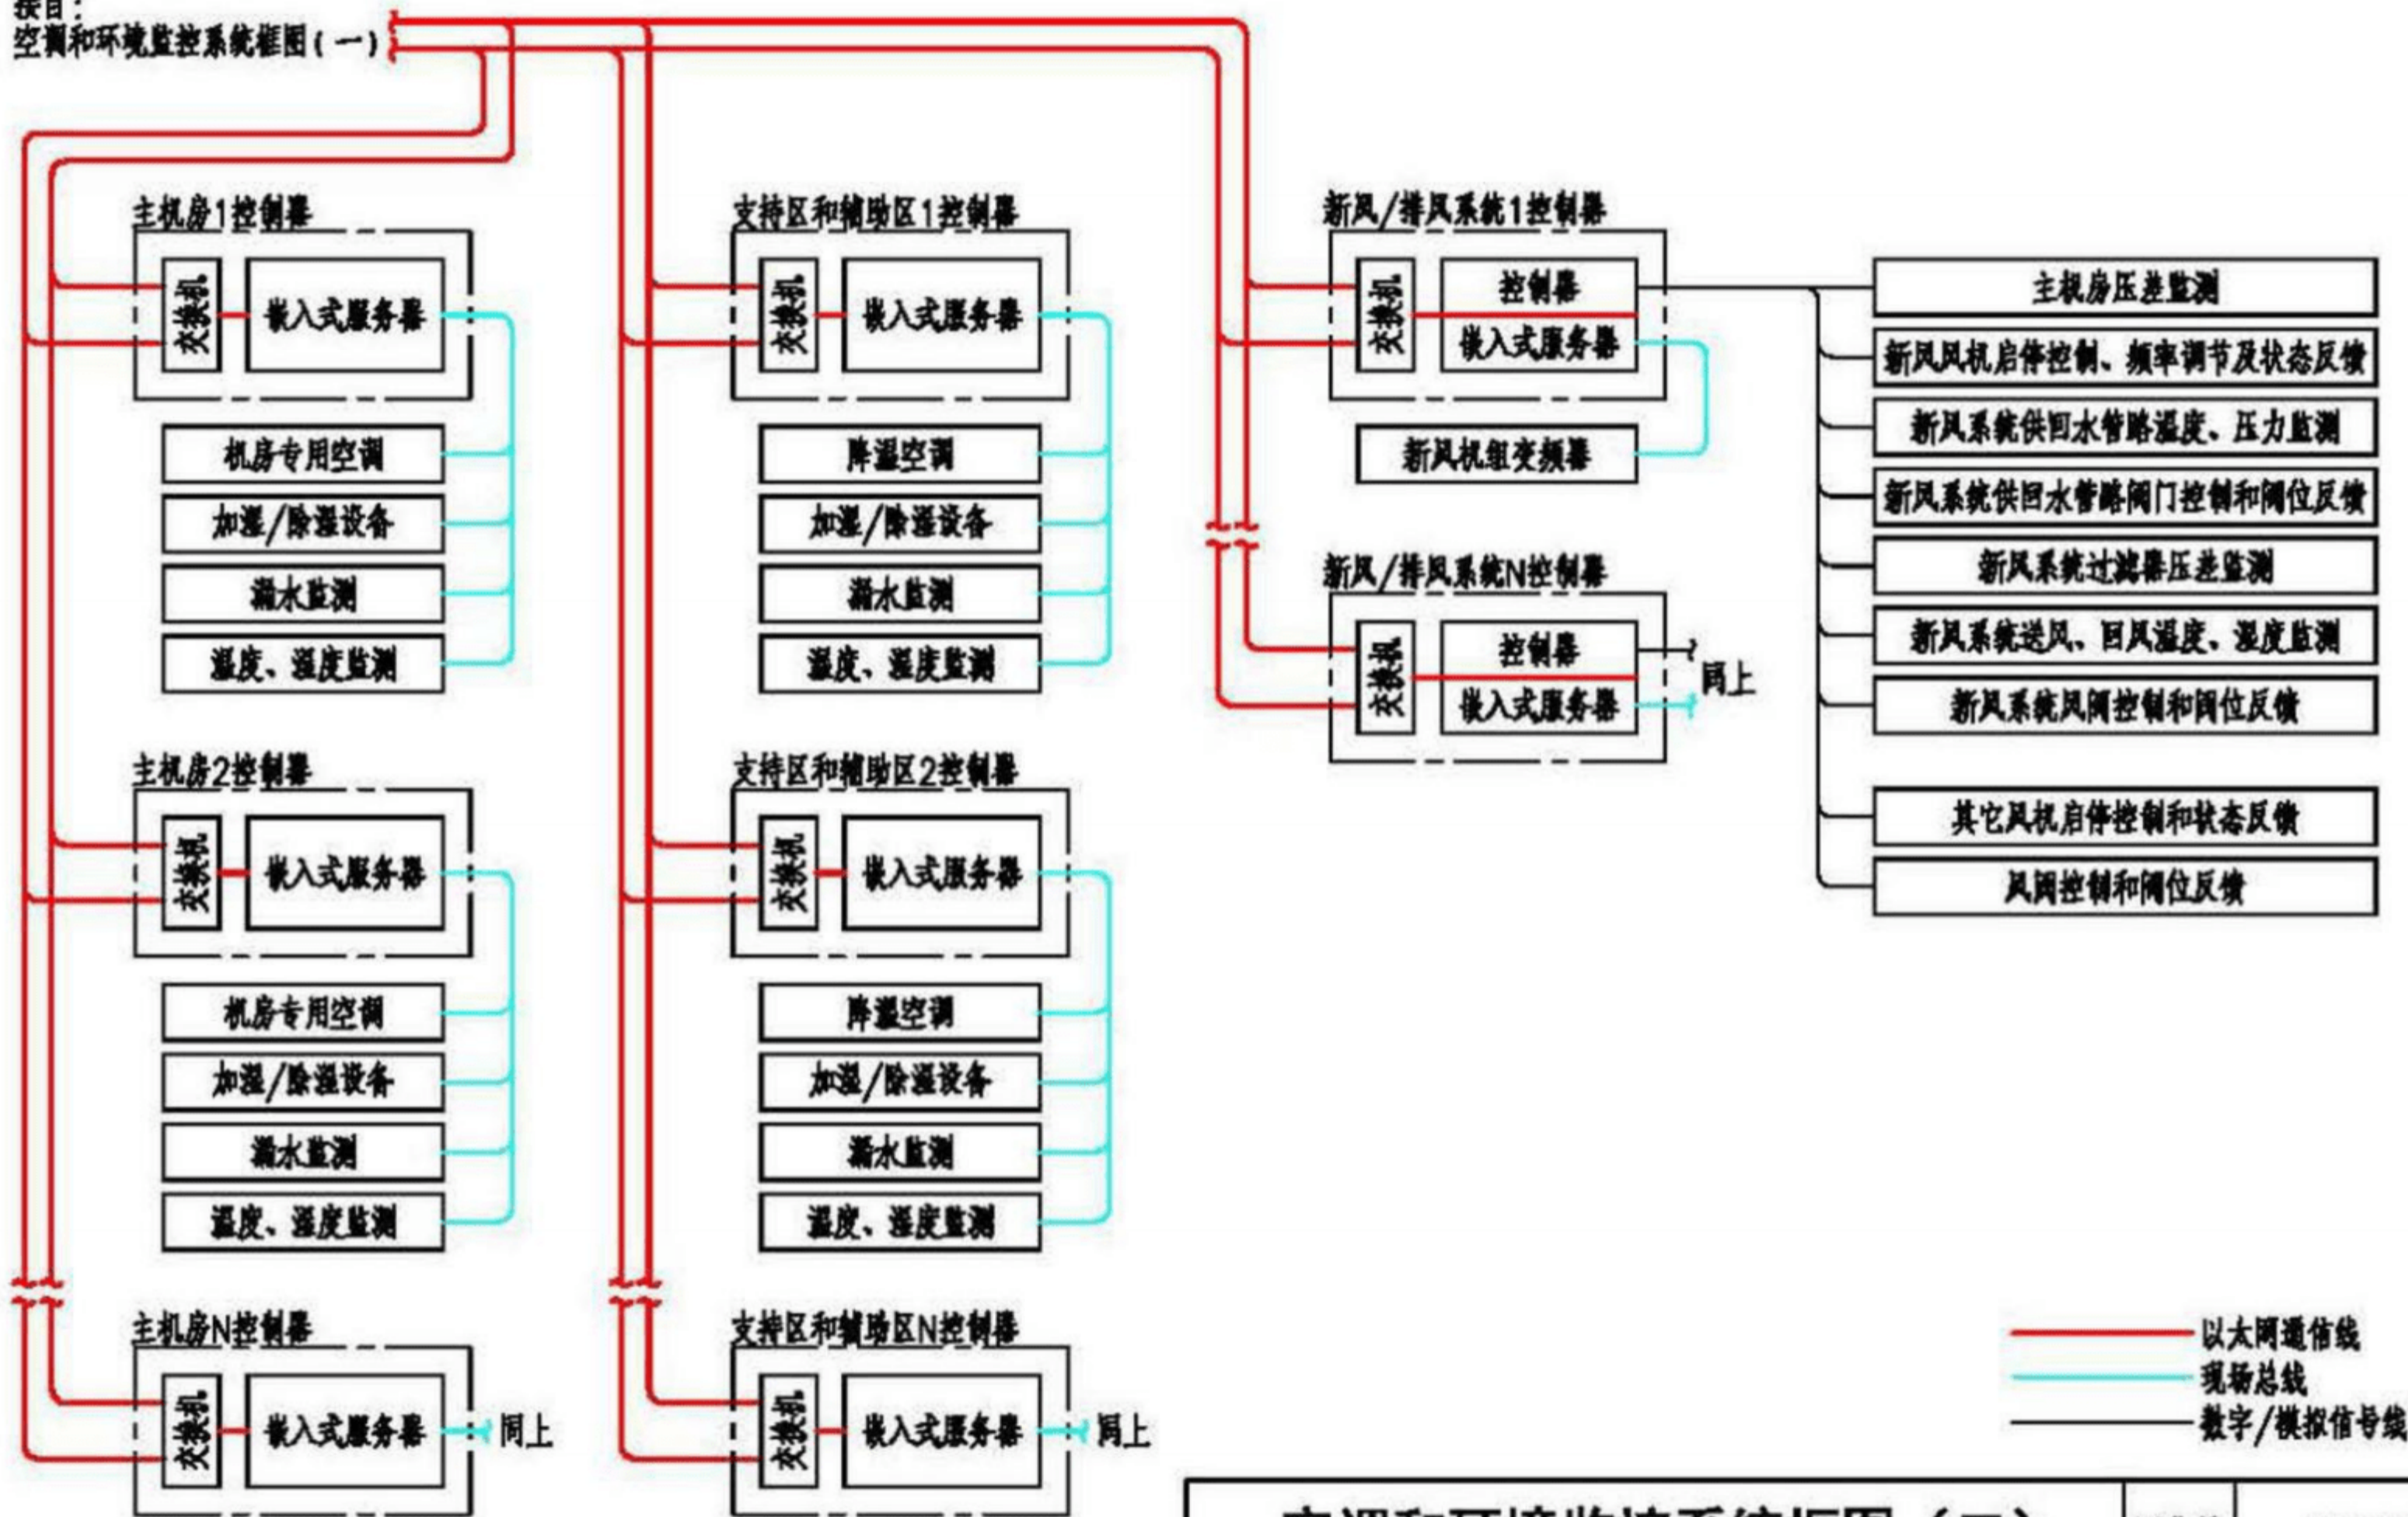 接自:
空调和环境监控系统框图(一)
主机房1控制器
交换机
嵌入式服务器
机房专用空调
加湿/除湿设备
漏水监测
温度、湿度监测
主机房2控制器
交换机
嵌入式服务器
机房专用空调
加湿/除湿设备
漏水监测
温度、湿度监测
主机房N控制器
交换机
嵌入式服务器
同上
支持区和辅助区1控制器
交换机
嵌入式服务器
降温空调
加湿/除湿设备
漏水监测
温度、湿度监测
支持区和辅助区2控制器
交换机
嵌入式服务器
降温空调
加湿/除湿设备
漏水监测
温度、湿度监测
支持区和辅助区N控制器
交换机
嵌入式服务器
同上
新风/排风系统1控制器
交换机
控制器
嵌入式服务器
新风机组变频器
新风/排风系统N控制器
交换机
控制器
嵌入式服务器
同上
主机房压差监测
新风风机启停控制、频率调节及状态反馈
新风系统供回水管路温度、压力监测
新风系统供回水管路阀门控制和阀位反馈
新风系统过滤器压差监测
新风系统送风、回风温度、湿度监测
新风系统风阀控制和阀位反馈
其它风机启停控制和状态反馈
风阀控制和阀位反馈
以太网通信线
现场总线
数字/模拟信号线
空调和环境监控系统框图(二)